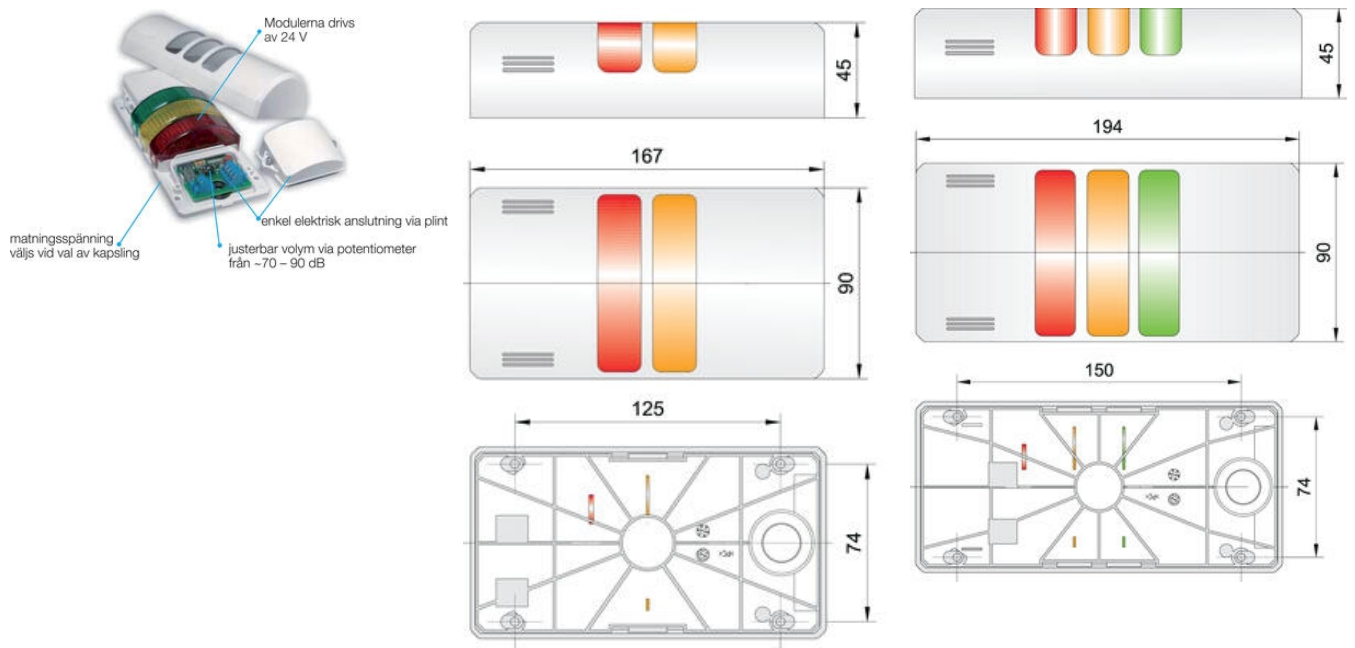 Modulerna drivs
av 24 V
enkel elektrisk anslutning via plint
matningsspänning
väljs vid val av kapsling
justerbar volym via potentiometer
från ~70 – 90 dB
45
167
90
125
74
45
194
90
150
74